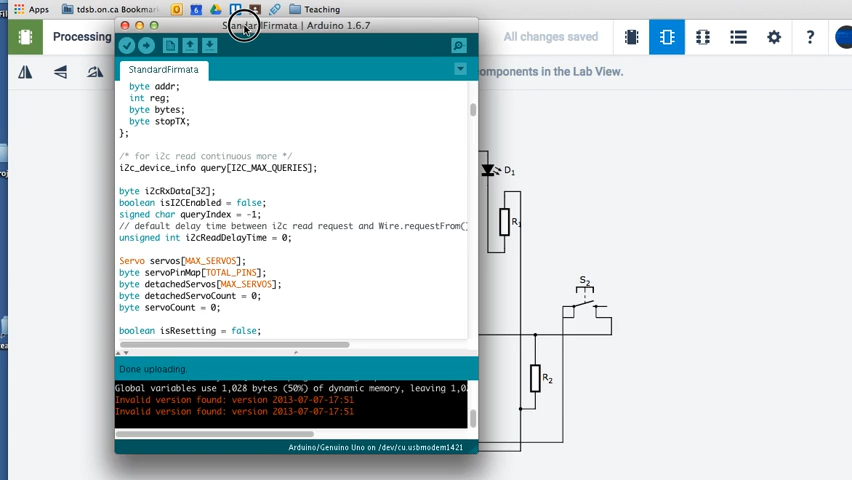 Apps
tdsb.on.ca Bookmark
Teaching
StandardFirmata | Arduino 1.6.7
Processing
All changes saved
?
StandardFirmata
omponents in the Lab View.
byte addr;
int reg;
byte bytes;
byte stopTX;
};
/* for i2c read continuous more */
i2c_device_info query[I2C_MAX_QUERIES];
byte i2cRxData[32];
boolean isI2CEnabled = false;
signed char queryIndex = -1;
// default delay time between i2c read request and Wire.requestFrom()
unsigned int i2cReadDelayTime = 0;
Servo servos[MAX_SERVOS];
byte servoPinMap[TOTAL_PINS];
byte detachedServos[MAX_SERVOS];
byte detachedServoCount = 0;
byte servoCount = 0;
boolean isResetting = false;
D1
R1
S2
R2
Done uploading.
Global variables use 1,028 bytes (50%) of dynamic memory, leaving 1,02
Invalid version found: version 2013-07-07-17:51
Invalid version found: version 2013-07-07-17:51
Arduino/Genuino Uno on /dev/cu.usbmodem1421